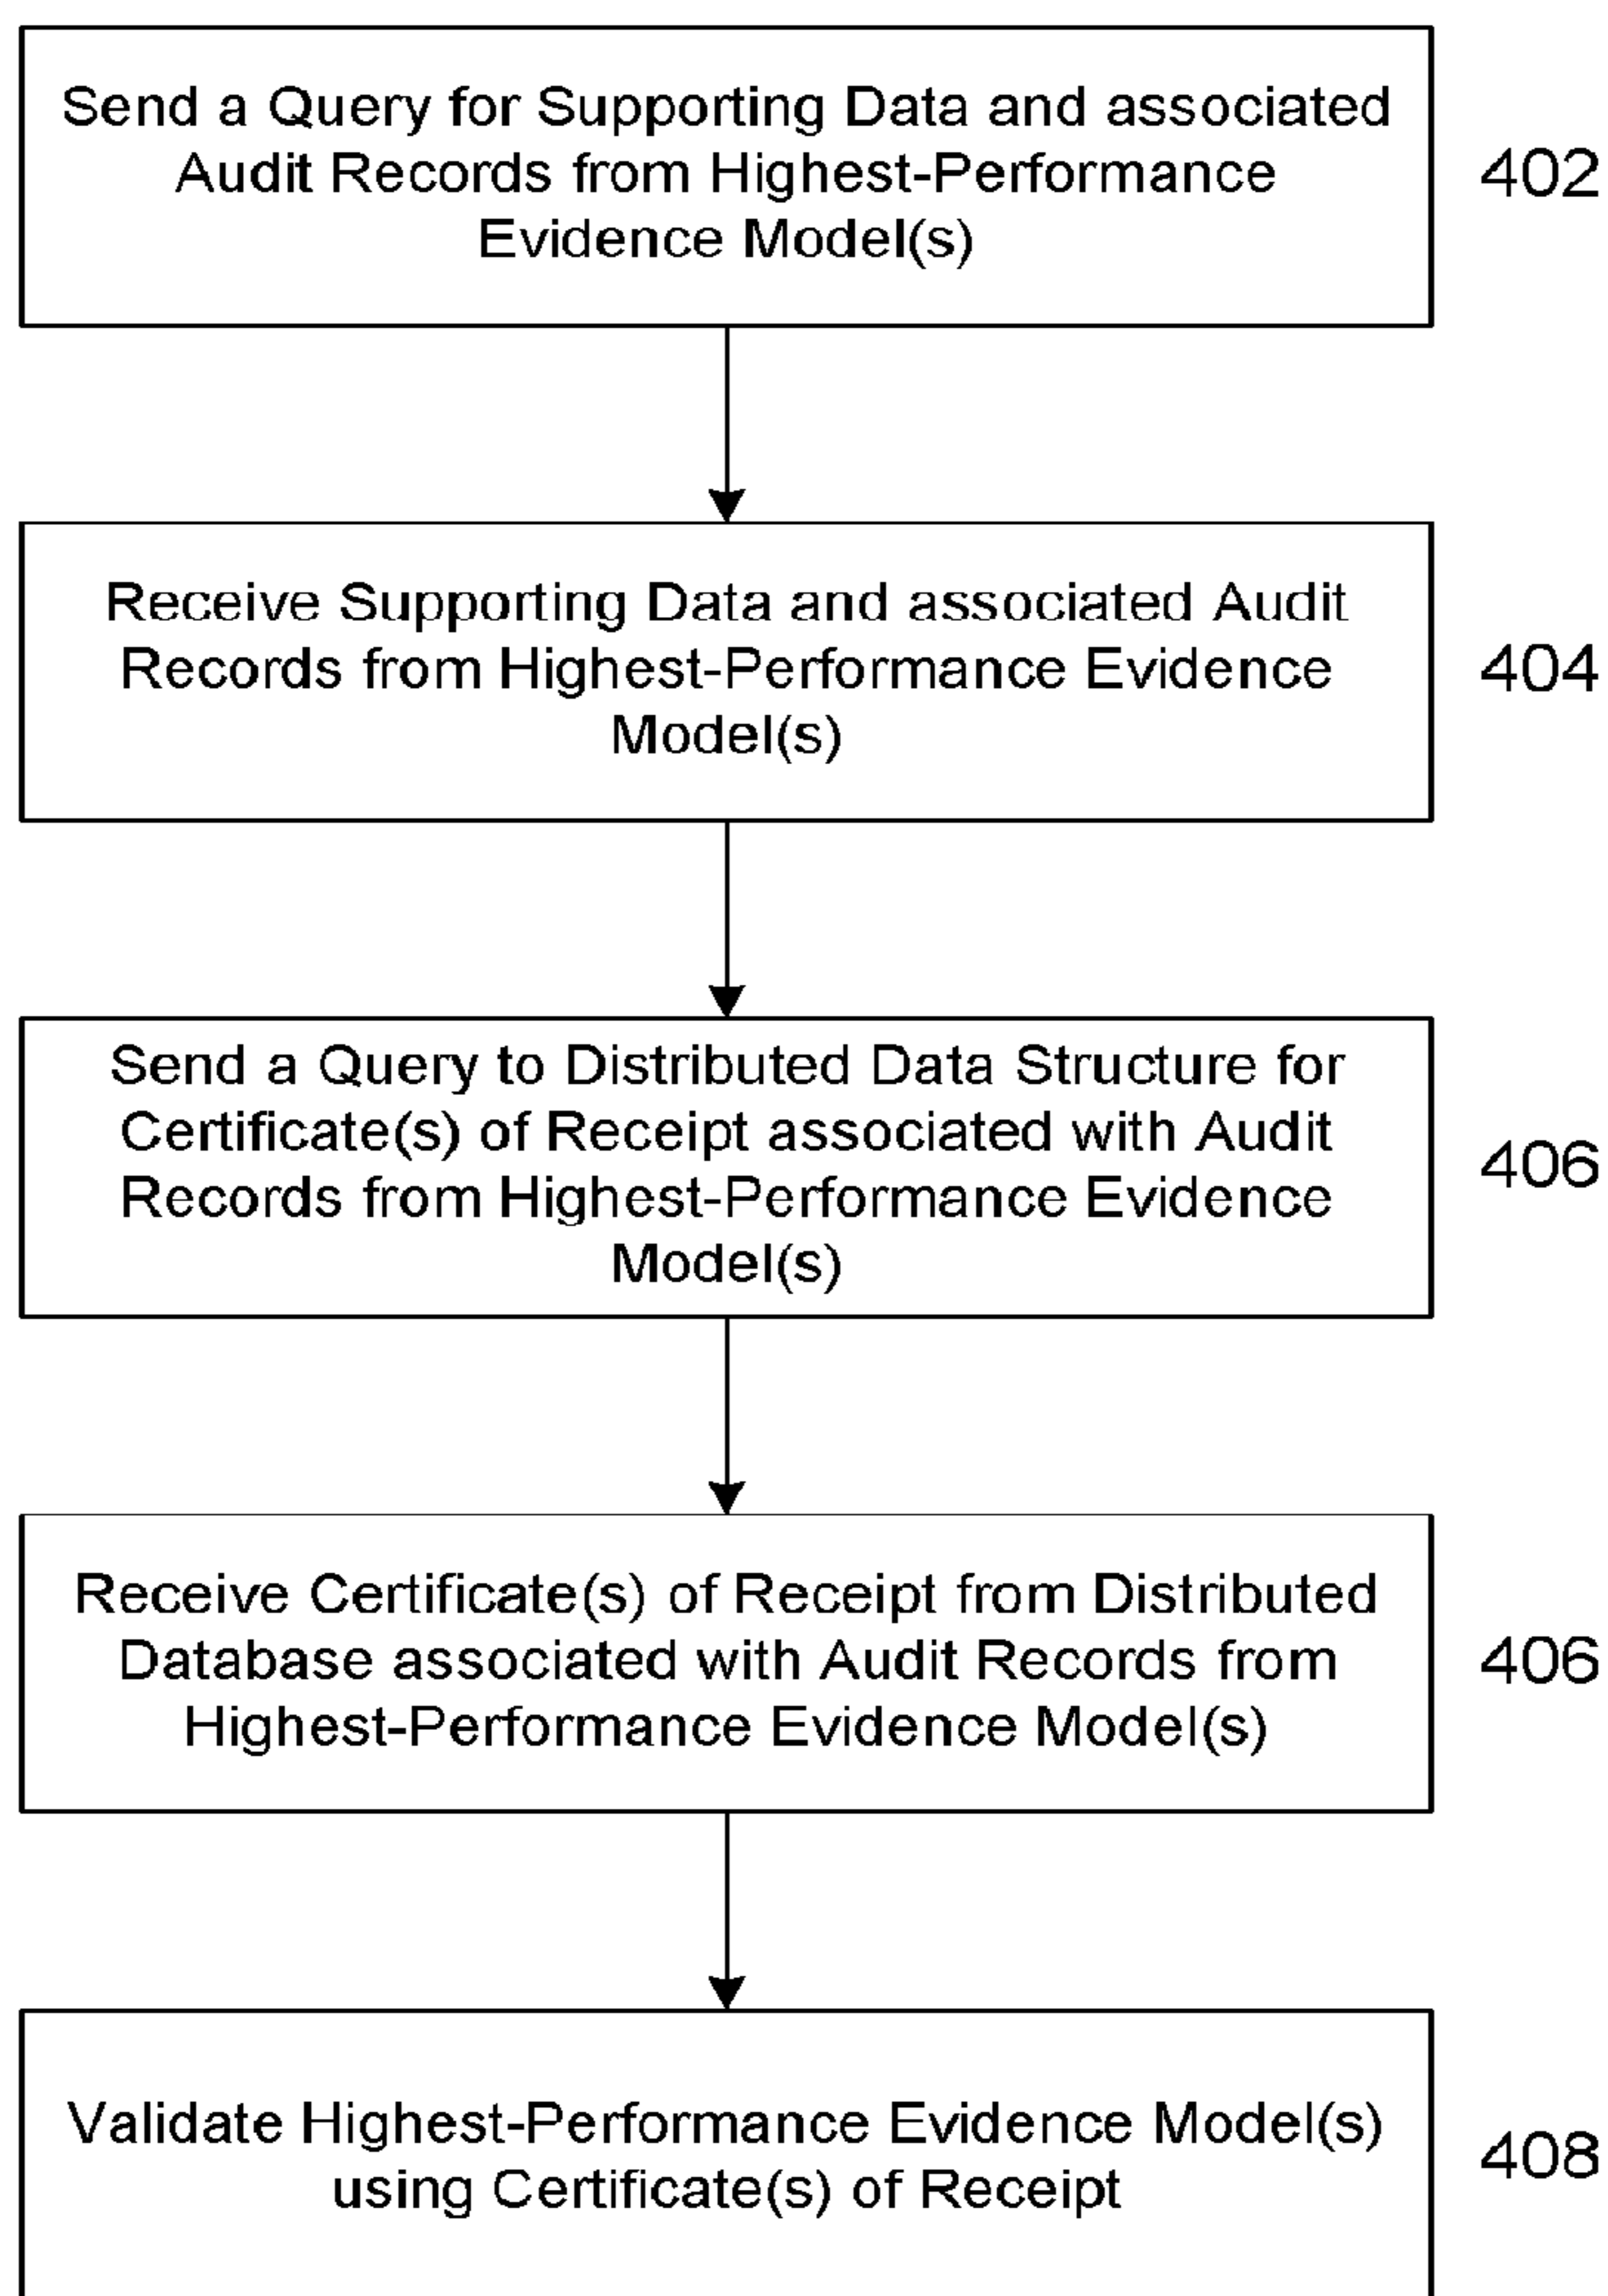 Send a Query for Supporting Data and associated
Audit Records from Highest-Performance
Evidence Model(s)
402
Receive Supporting Data and associated Audit
Records from Highest-Performance Evidence
Model(s)
404
Send a Query to Distributed Data Structure for
Certificate(s) of Receipt associated with Audit
Records from Highest-Performance Evidence
Model(s)
406
Receive Certificate(s) of Receipt from Distributed
Database associated with Audit Records from
Highest-Performance Evidence Model(s)
406
Validate Highest-Performance Evidence Model(s)
using Certificate(s) of Receipt
408